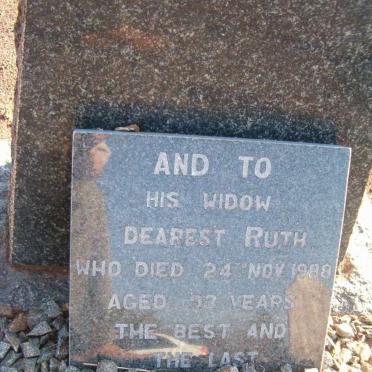 AND TO
HIS WIDOW
DEAREST RUTH
WHO DIED 24 NOV 1988
AGED YEARS
THE BEST AND
THE LAST